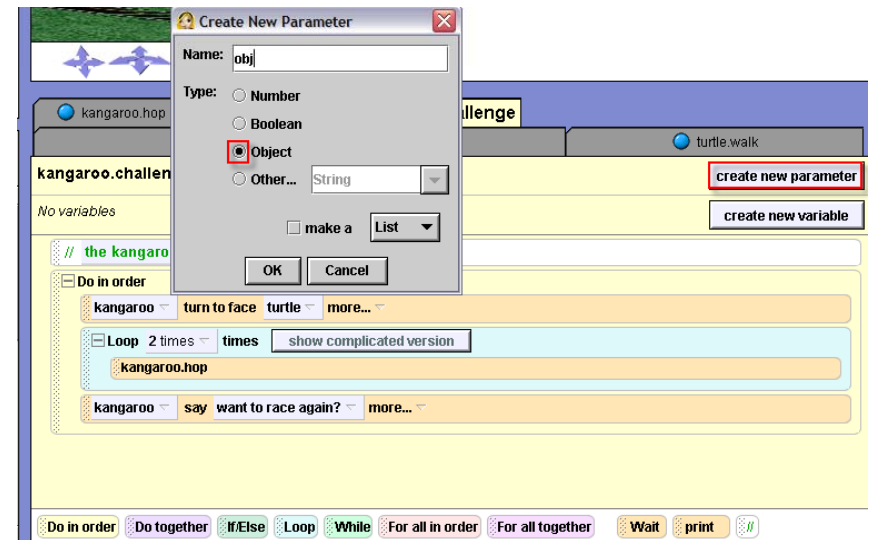 Create New Parameter
Name: obj
Type: Number
Boolean
Object
Other... String
make a List
OK Cancel
kangaroo.hop
llenge
turtle.walk
kangaroo.challen
create new parameter
No variables
create new variable
// the kangaro
Do in order
kangaroo turn to face turtle more...
Loop 2 times times show complicated version
kangaroo.hop
kangaroo say want to race again? more...
Do in order Do together If/Else Loop While For all in order For all together Wait print //